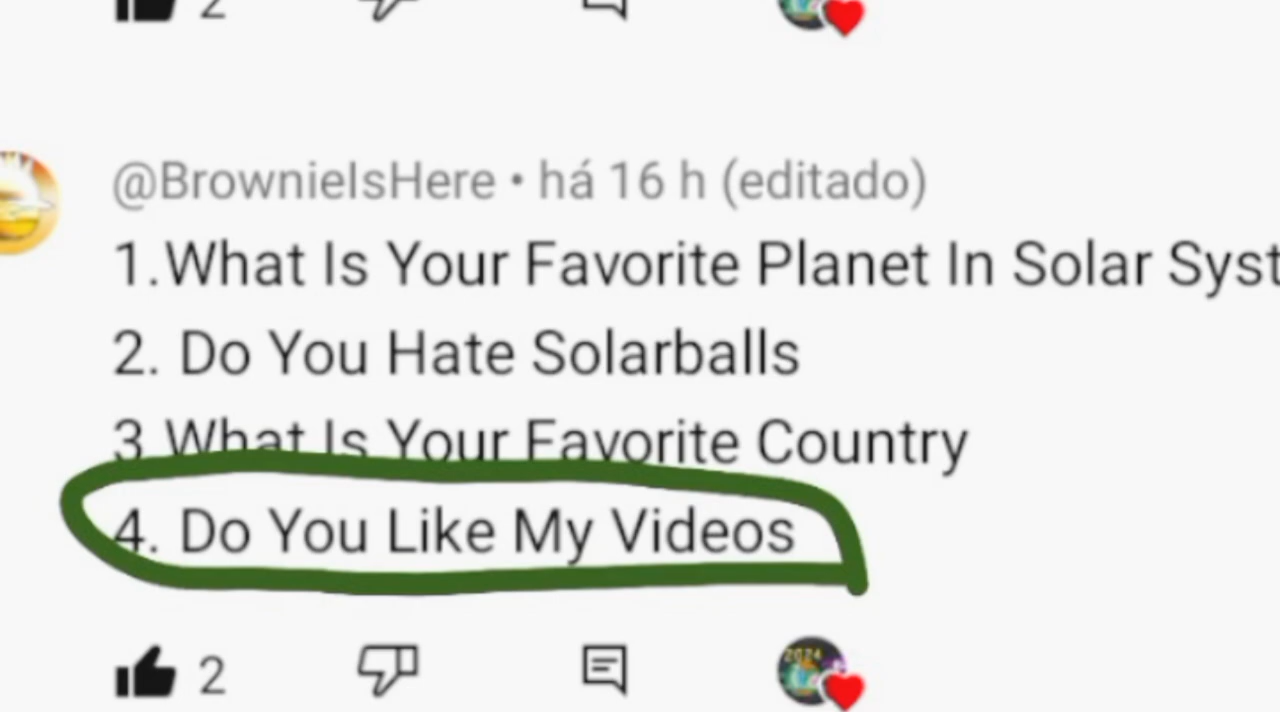 2
@BrownieIsHere • há 16 h (editado)
1.What Is Your Favorite Planet In Solar
2. Do You Hate Solarballs
3 What Is Your Favorite Country
4. Do You Like My Videos
2
2024